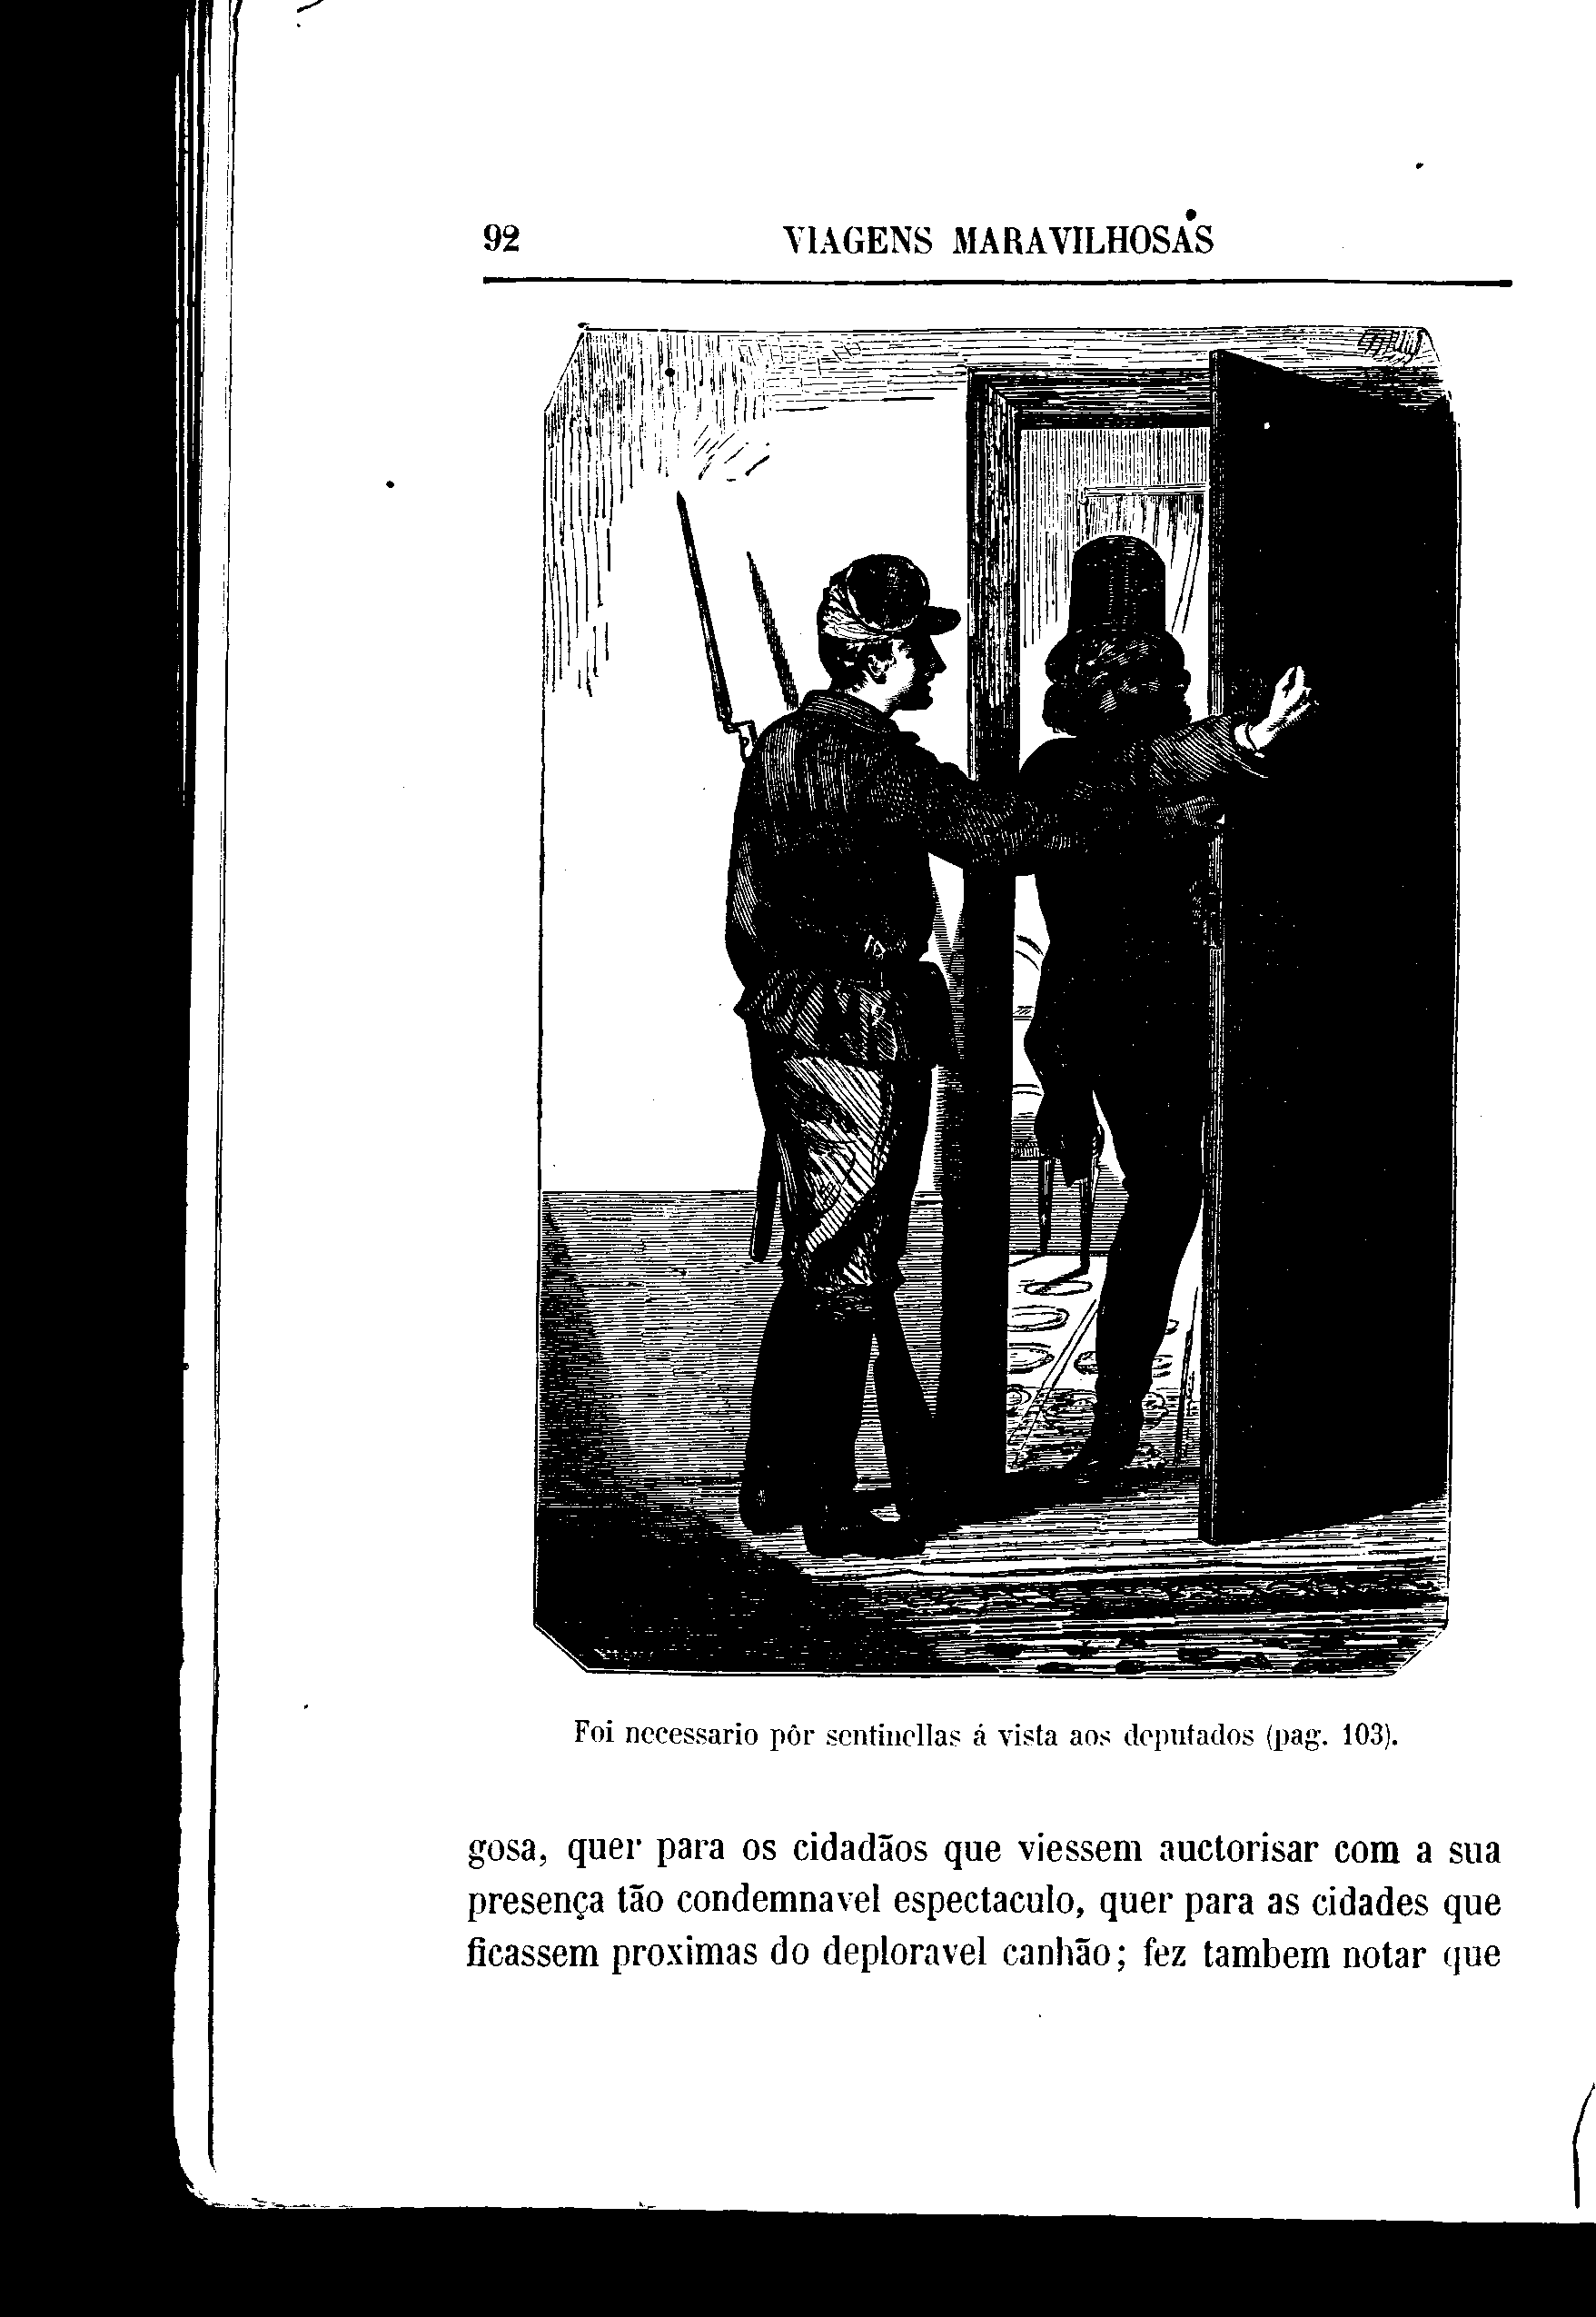 92 VIAGENS MARAVILHOSAS
Foi necessario pôr sentinellas á vista aos deputados (pag. 103).
gosa, quer para os cidadãos que viessem auctorisar com a sua
presença tão condemnavel espectaculo, quer para as cidades que
ficassem proximas do deploravel canhão; fez tambem notar que